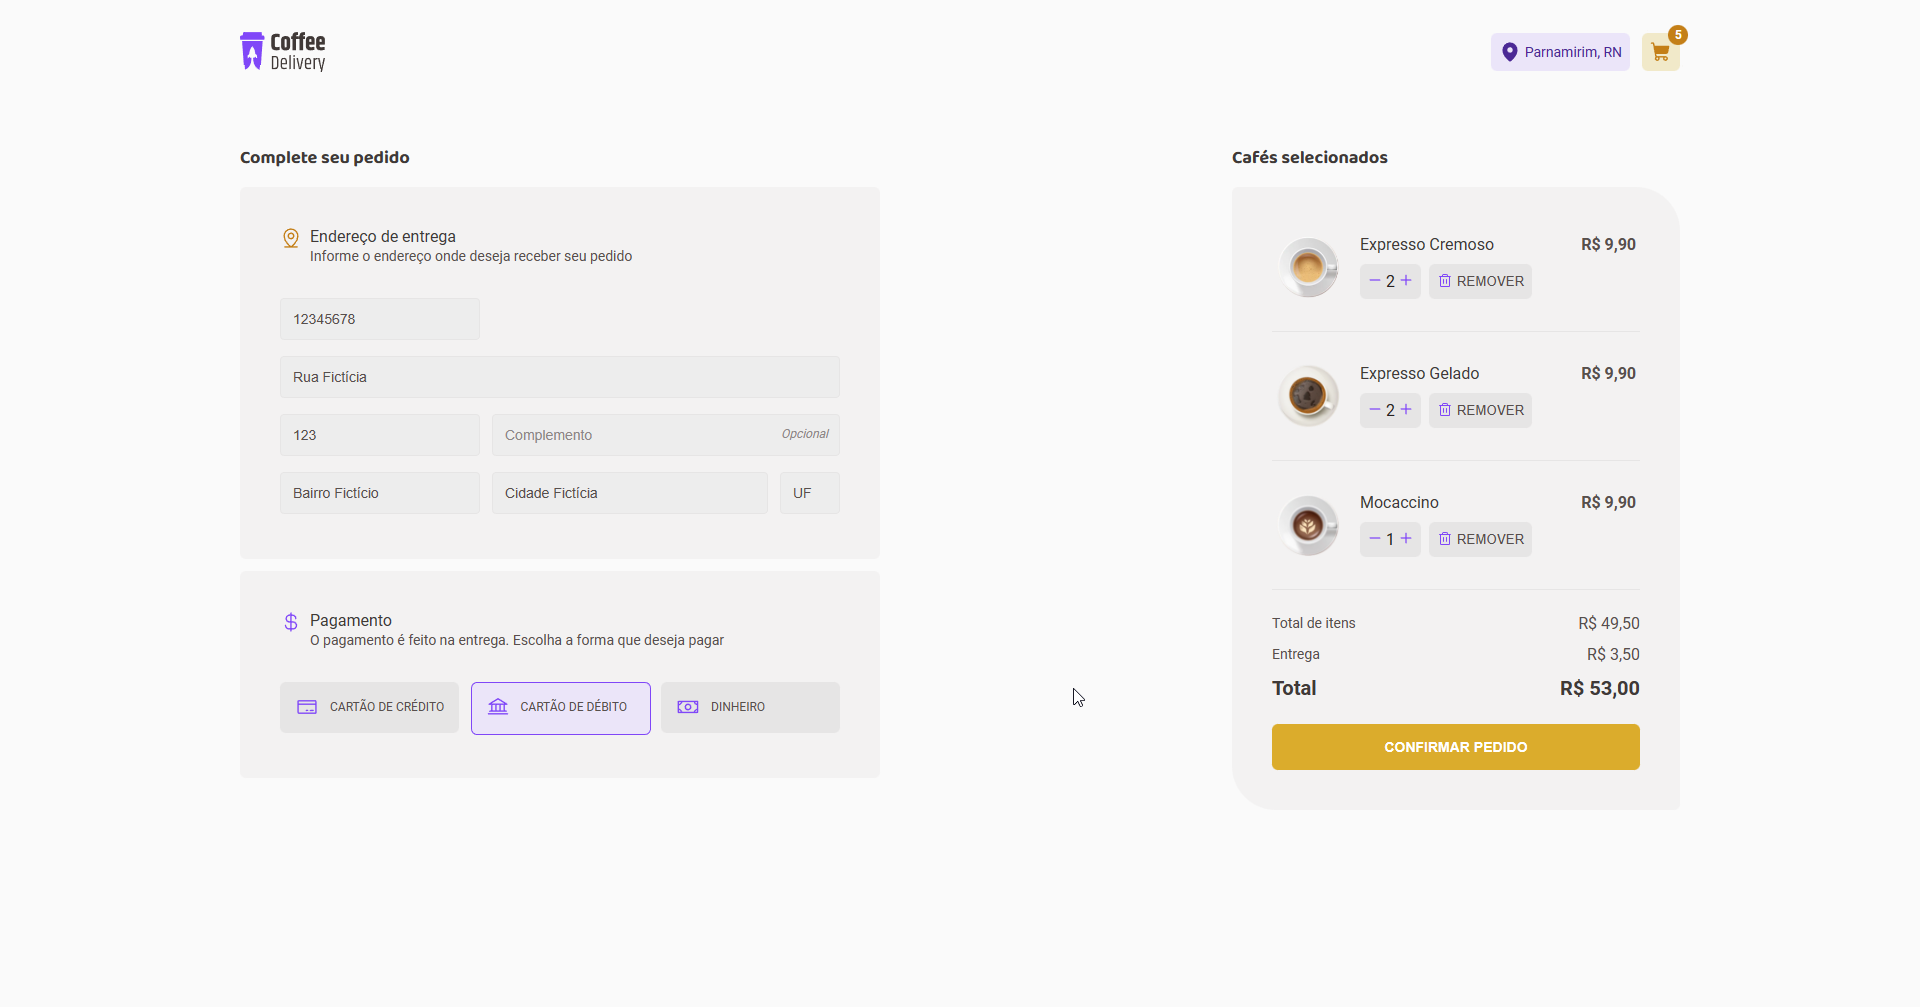 Coffee
Delivery
Parnamirim, RN
5
Complete seu pedido
Endereço de entrega
Informe o endereço onde deseja receber seu pedido
12345678
Rua Fictícia
123
Complemento
Opcional
Bairro Fictício
Cidade Fictícia
UF
Pagamento
O pagamento é feito na entrega. Escolha a forma que deseja pagar
CARTÃO DE CRÉDITO
CARTÃO DE DÉBITO
DINHEIRO
Cafés selecionados
Expresso Cremoso
R$ 9,90
2
REMOVER
Expresso Gelado
R$ 9,90
2
REMOVER
Mocaccino
R$ 9,90
1
REMOVER
Total de itens
R$ 49,50
Entrega
R$ 3,50
Total
R$ 53,00
CONFIRMAR PEDIDO